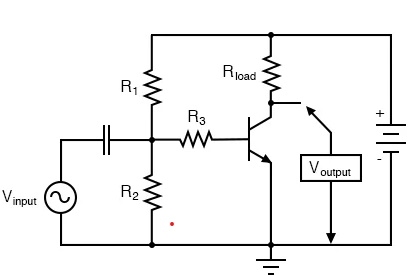 R1
Rload
R3
+
-
Voutput
R2
Vinput